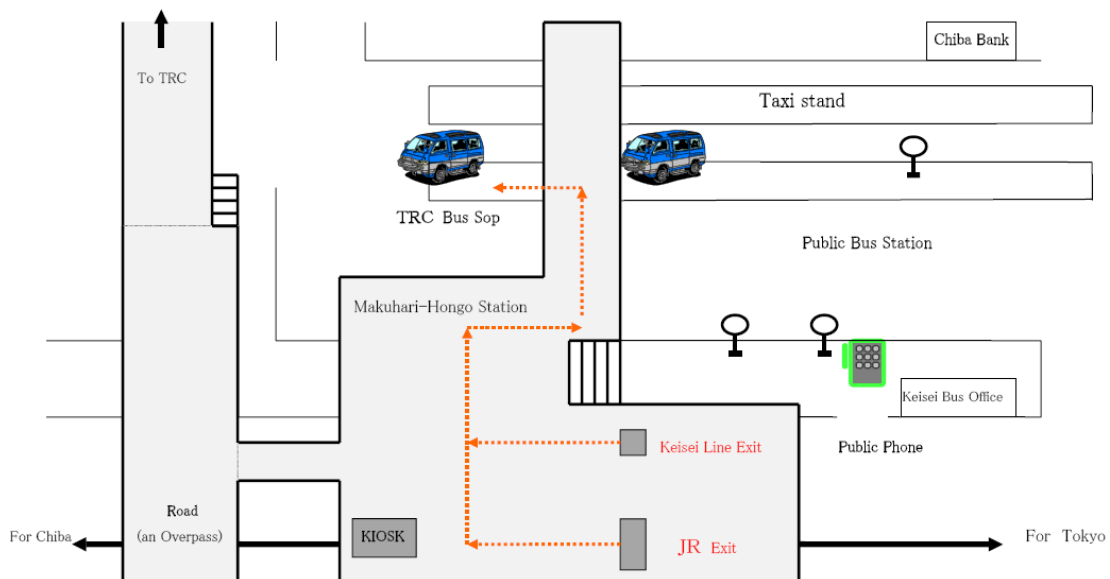 Chiba Bank
To TRC
Taxi stand
TRC Bus Sop
Public Bus Station
Makuhari-Hongo Station
Keisei Bus Office
Keisei Line Exit
Public Phone
Road
(an Overpass)
For Chiba
KIOSK
JR Exit
For Tokyo